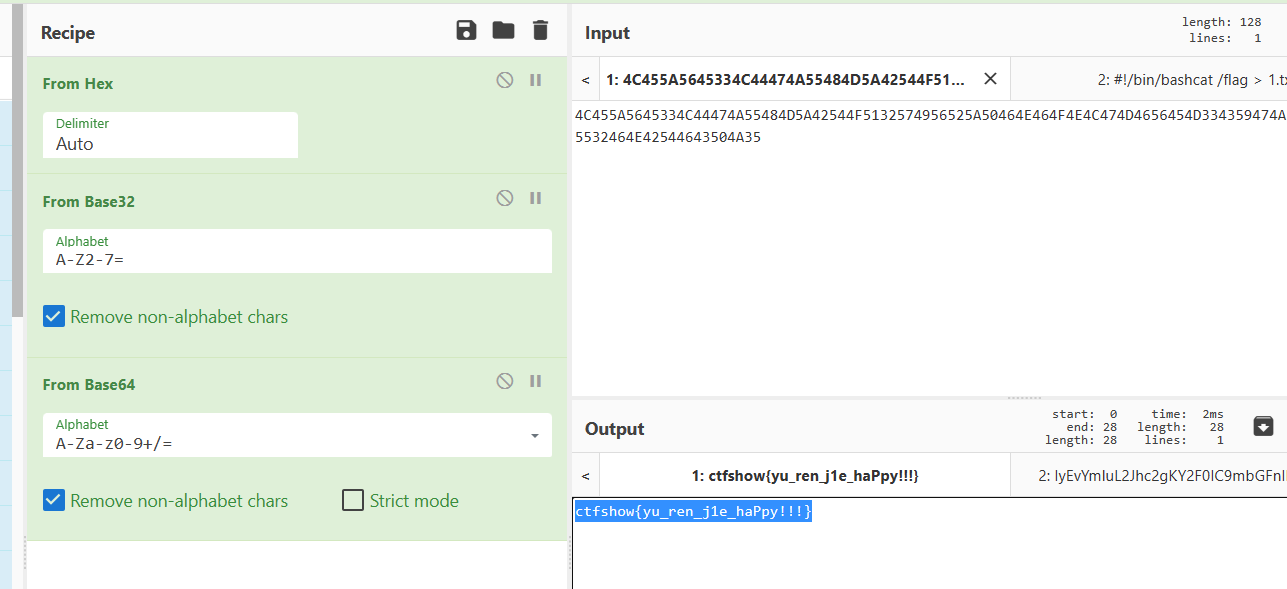 Recipe
From Hex
Delimiter
Auto
From Base32
Alphabet
A-Z2-7=
Remove non-alphabet chars
From Base64
Alphabet
A-Za-z0-9+/=
Remove non-alphabet chars
Strict mode
Input
length: 128
lines: 1
<
1: 4C455A5645334C44474A55484D5A42544F51...
2: #!/bin/bashcat /flag > 1.tx
4C455A5645334C44474A55484D5A42544F5132574956525A50464E464F4E4C474D4656454D334359474A
5532464E42544643504A35
Output
start: 0
end: 28
length: 28
time: 2ms
length: 28
lines: 1
<
1: ctfshow{yu_ren_j1e_haPpy!!!}
2: IyEvYmluL2Jhc2gKY2F0IC9mbGFnI
ctfshow{yu_ren_j1e_haPpy!!!}